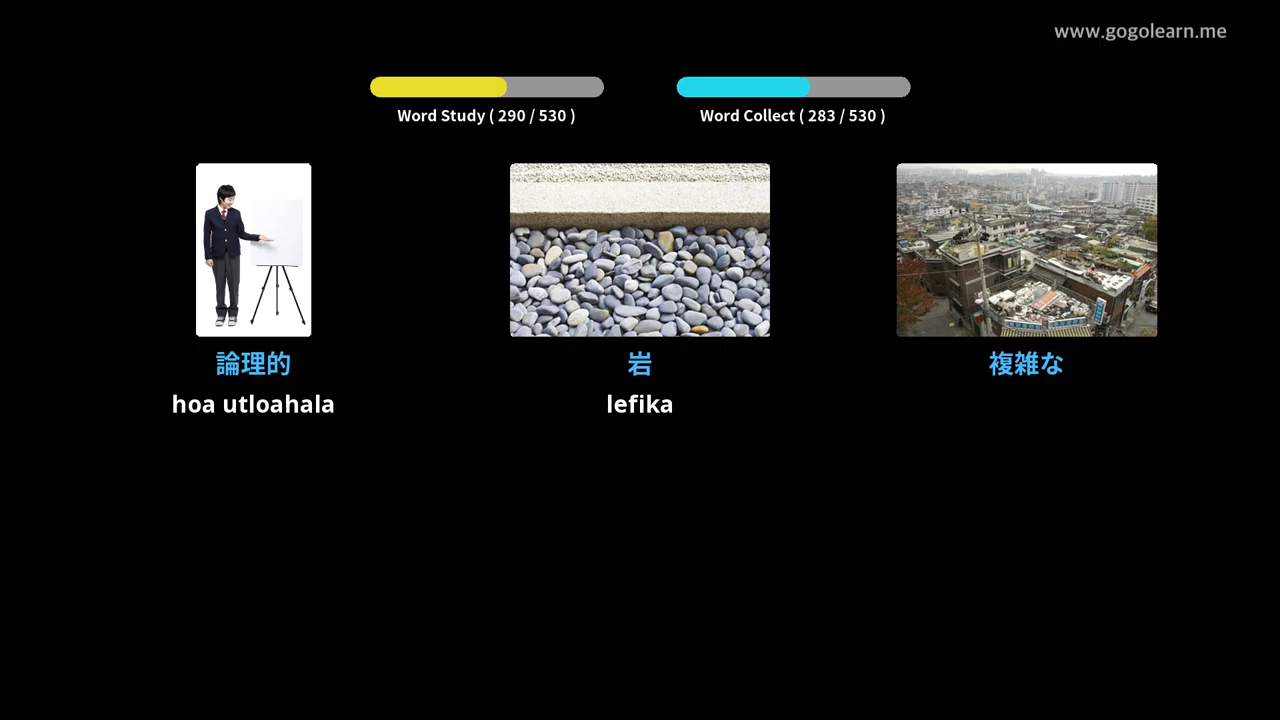 www.gogolearn.me
Word Study ( 290 / 530 )
Word Collect ( 283 / 530 )
論理的
岩
複雑な
hoa utloahala
lefika